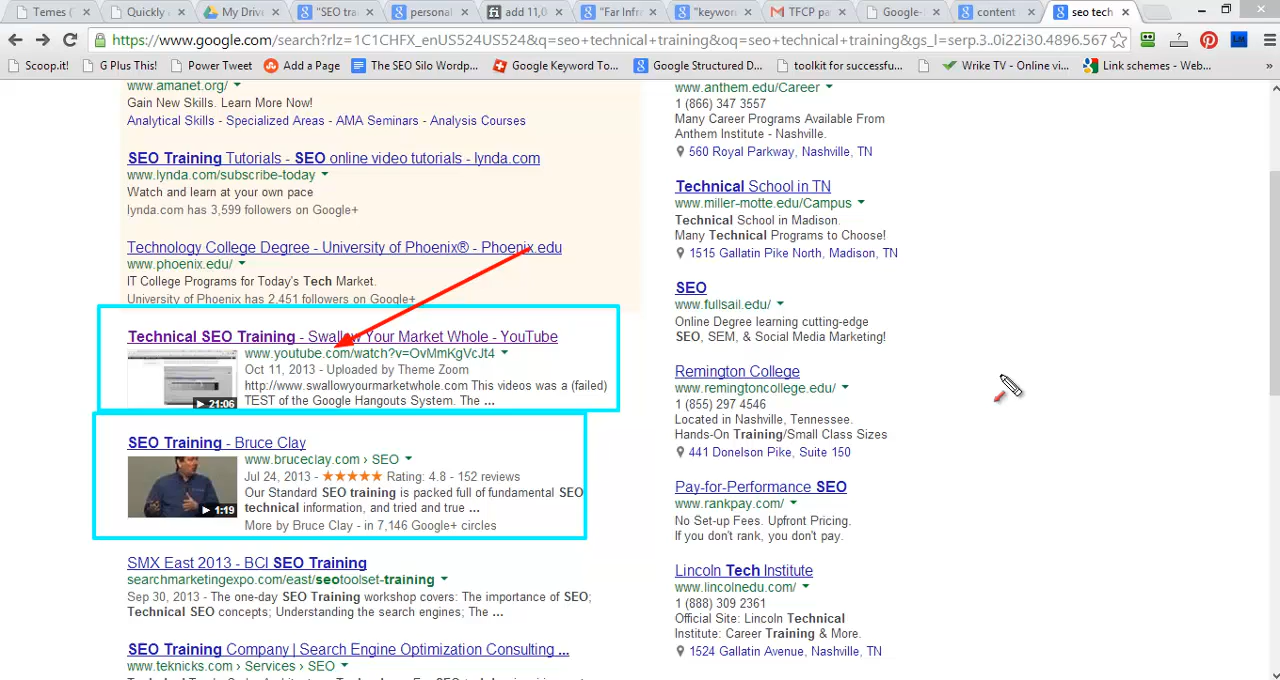 Temes (
Quickly
My Driv
"SEO tra
personal
add 11,0
"Far Infr
"keywor
TFCP pa
Google-
content
seo tech
https://www.google.com/search?rlz=1C1CHFX_enUS524US524&q=seo+technical+training&oq=seo+technical+training&gs_l=serp.3..0i22i30.4896.567
Scoop.it!
G Plus This!
Power Tweet
Add a Page
The SEO Silo Wordp...
Google Keyword To...
Google Structured D...
toolkit for successfu...
Wrike TV - Online vi...
Link schemes - Web...
»
www.amanet.org/
Gain New Skills. Learn More Now!
Analytical Skills - Specialized Areas - AMA Seminars - Analysis Courses
SEO Training Tutorials - SEO online video tutorials - lynda.com
www.lynda.com/subscribe-today
Watch and learn at your own pace
lynda.com has 3,599 followers on Google+
Technology College Degree - University of Phoenix® - Phoenix.edu
www.phoenix.edu/
IT College Programs for Today's Tech Market.
University of Phoenix has 2,451 followers on Google+
Technical SEO Training - Swallow Your Market Whole - YouTube
www.youtube.com/watch?v=OvMmKgVcJt4
Oct 11, 2013 - Uploaded by Theme Zoom
http://www.swallowyourmarketwhole.com This videos was a (failed)
TEST of the Google Hangouts System. The ...
21:06
SEO Training - Bruce Clay
www.bruceclay.com › SEO
Jul 24, 2013 - ★★★★★ Rating: 4.8 - 152 reviews
Our Standard SEO training is packed full of fundamental SEO
technical information, and tried and true ...
1:19
More by Bruce Clay - in 7,146 Google+ circles
SMX East 2013 - BCI SEO Training
searchmarketingexpo.com/east/seotoolset-training
Sep 30, 2013 - The one-day SEO Training workshop covers: The importance of SEO;
Technical SEO concepts; Understanding the search engines; The ...
SEO Training Company | Search Engine Optimization Consulting ...
www.teknicks.com › Services › SEO
www.anthem.edu/Career
1 (866) 347 3557
Many Career Programs Available From
Anthem Institute - Nashville.
560 Royal Parkway, Nashville, TN
Technical School in TN
www.miller-motte.edu/Campus
Technical School in Madison.
Many Technical Programs to Choose!
1515 Gallatin Pike North, Madison, TN
SEO
www.fullsail.edu/
Online Degree learning cutting-edge
SEO, SEM, & Social Media Marketing!
Remington College
www.remingtoncollege.edu/
1 (855) 297 4546
Located in Nashville, Tennessee.
Hands-On Training/Small Class Sizes
441 Donelson Pike, Suite 150
Pay-for-Performance SEO
www.rankpay.com/
No Set-up Fees. Upfront Pricing.
If you don't rank, you don't pay.
Lincoln Tech Institute
www.lincolnedu.com/
1 (888) 309 2361
Official Site: Lincoln Technical
Institute: Career Training & More.
1524 Gallatin Avenue, Nashville, TN